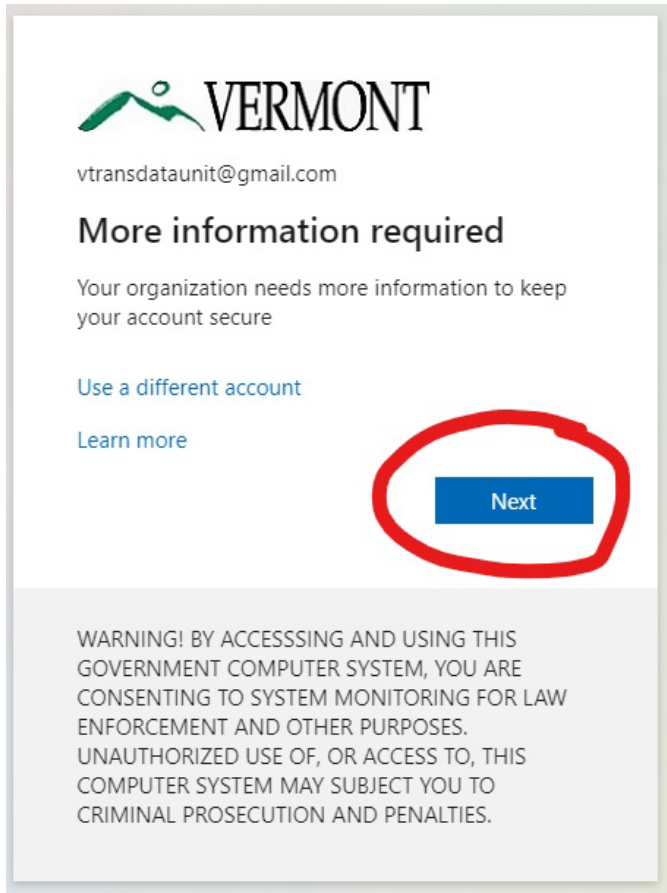 VERMONT
vtransdataunit@gmail.com
More information required
Your organization needs more information to keep
your account secure
Use a different account
Learn more
Next
WARNING! BY ACCESSSING AND USING THIS
GOVERNMENT COMPUTER SYSTEM, YOU ARE
CONSENTING TO SYSTEM MONITORING FOR LAW
ENFORCEMENT AND OTHER PURPOSES.
UNAUTHORIZED USE OF, OR ACCESS TO, THIS
COMPUTER SYSTEM MAY SUBJECT YOU TO
CRIMINAL PROSECUTION AND PENALTIES.